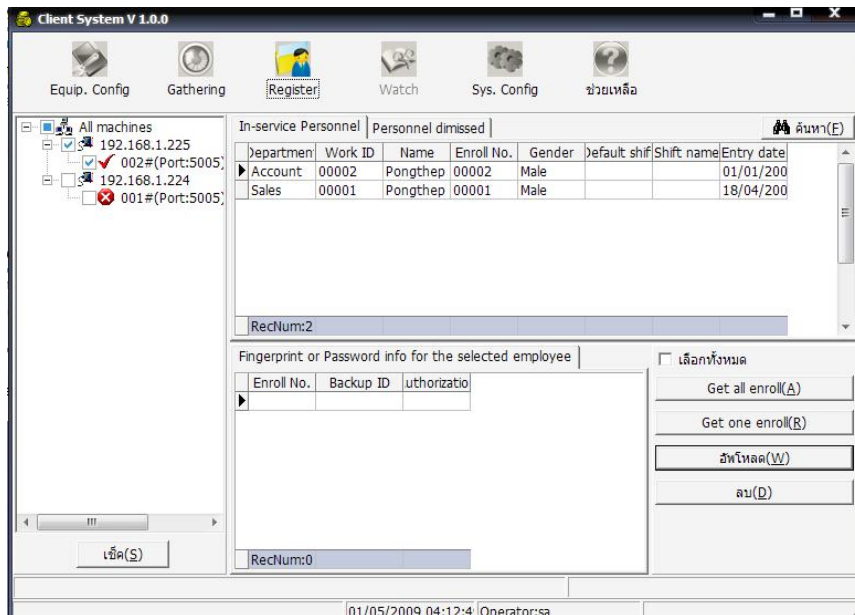 Client System V 1.0.0
Equip. Config
Gathering
Register
Watch
Sys. Config
ช่วยเหลือ
All machines
192.168.1.225
002#(Port:5005)
192.168.1.224
001#(Port:5005)
เช็ค(S)
In-service Personnel
Personnel dimissed
ค้นหา(F)
Departmen Work ID Name Enroll No. Gender Default shif Shift name Entry date
Account 00002 Pongthep 00002 Male 01/01/200
Sales 00001 Pongthep 00001 Male 18/04/200
RecNum:2
Fingerprint or Password info for the selected employee
Enroll No. Backup ID uthorizatio
RecNum:0
เลือกทั้งหมด
Get all enroll(A)
Get one enroll(R)
อัพโหลด(W)
ลบ(D)
01/05/2009 04:12:4 Operator:sa